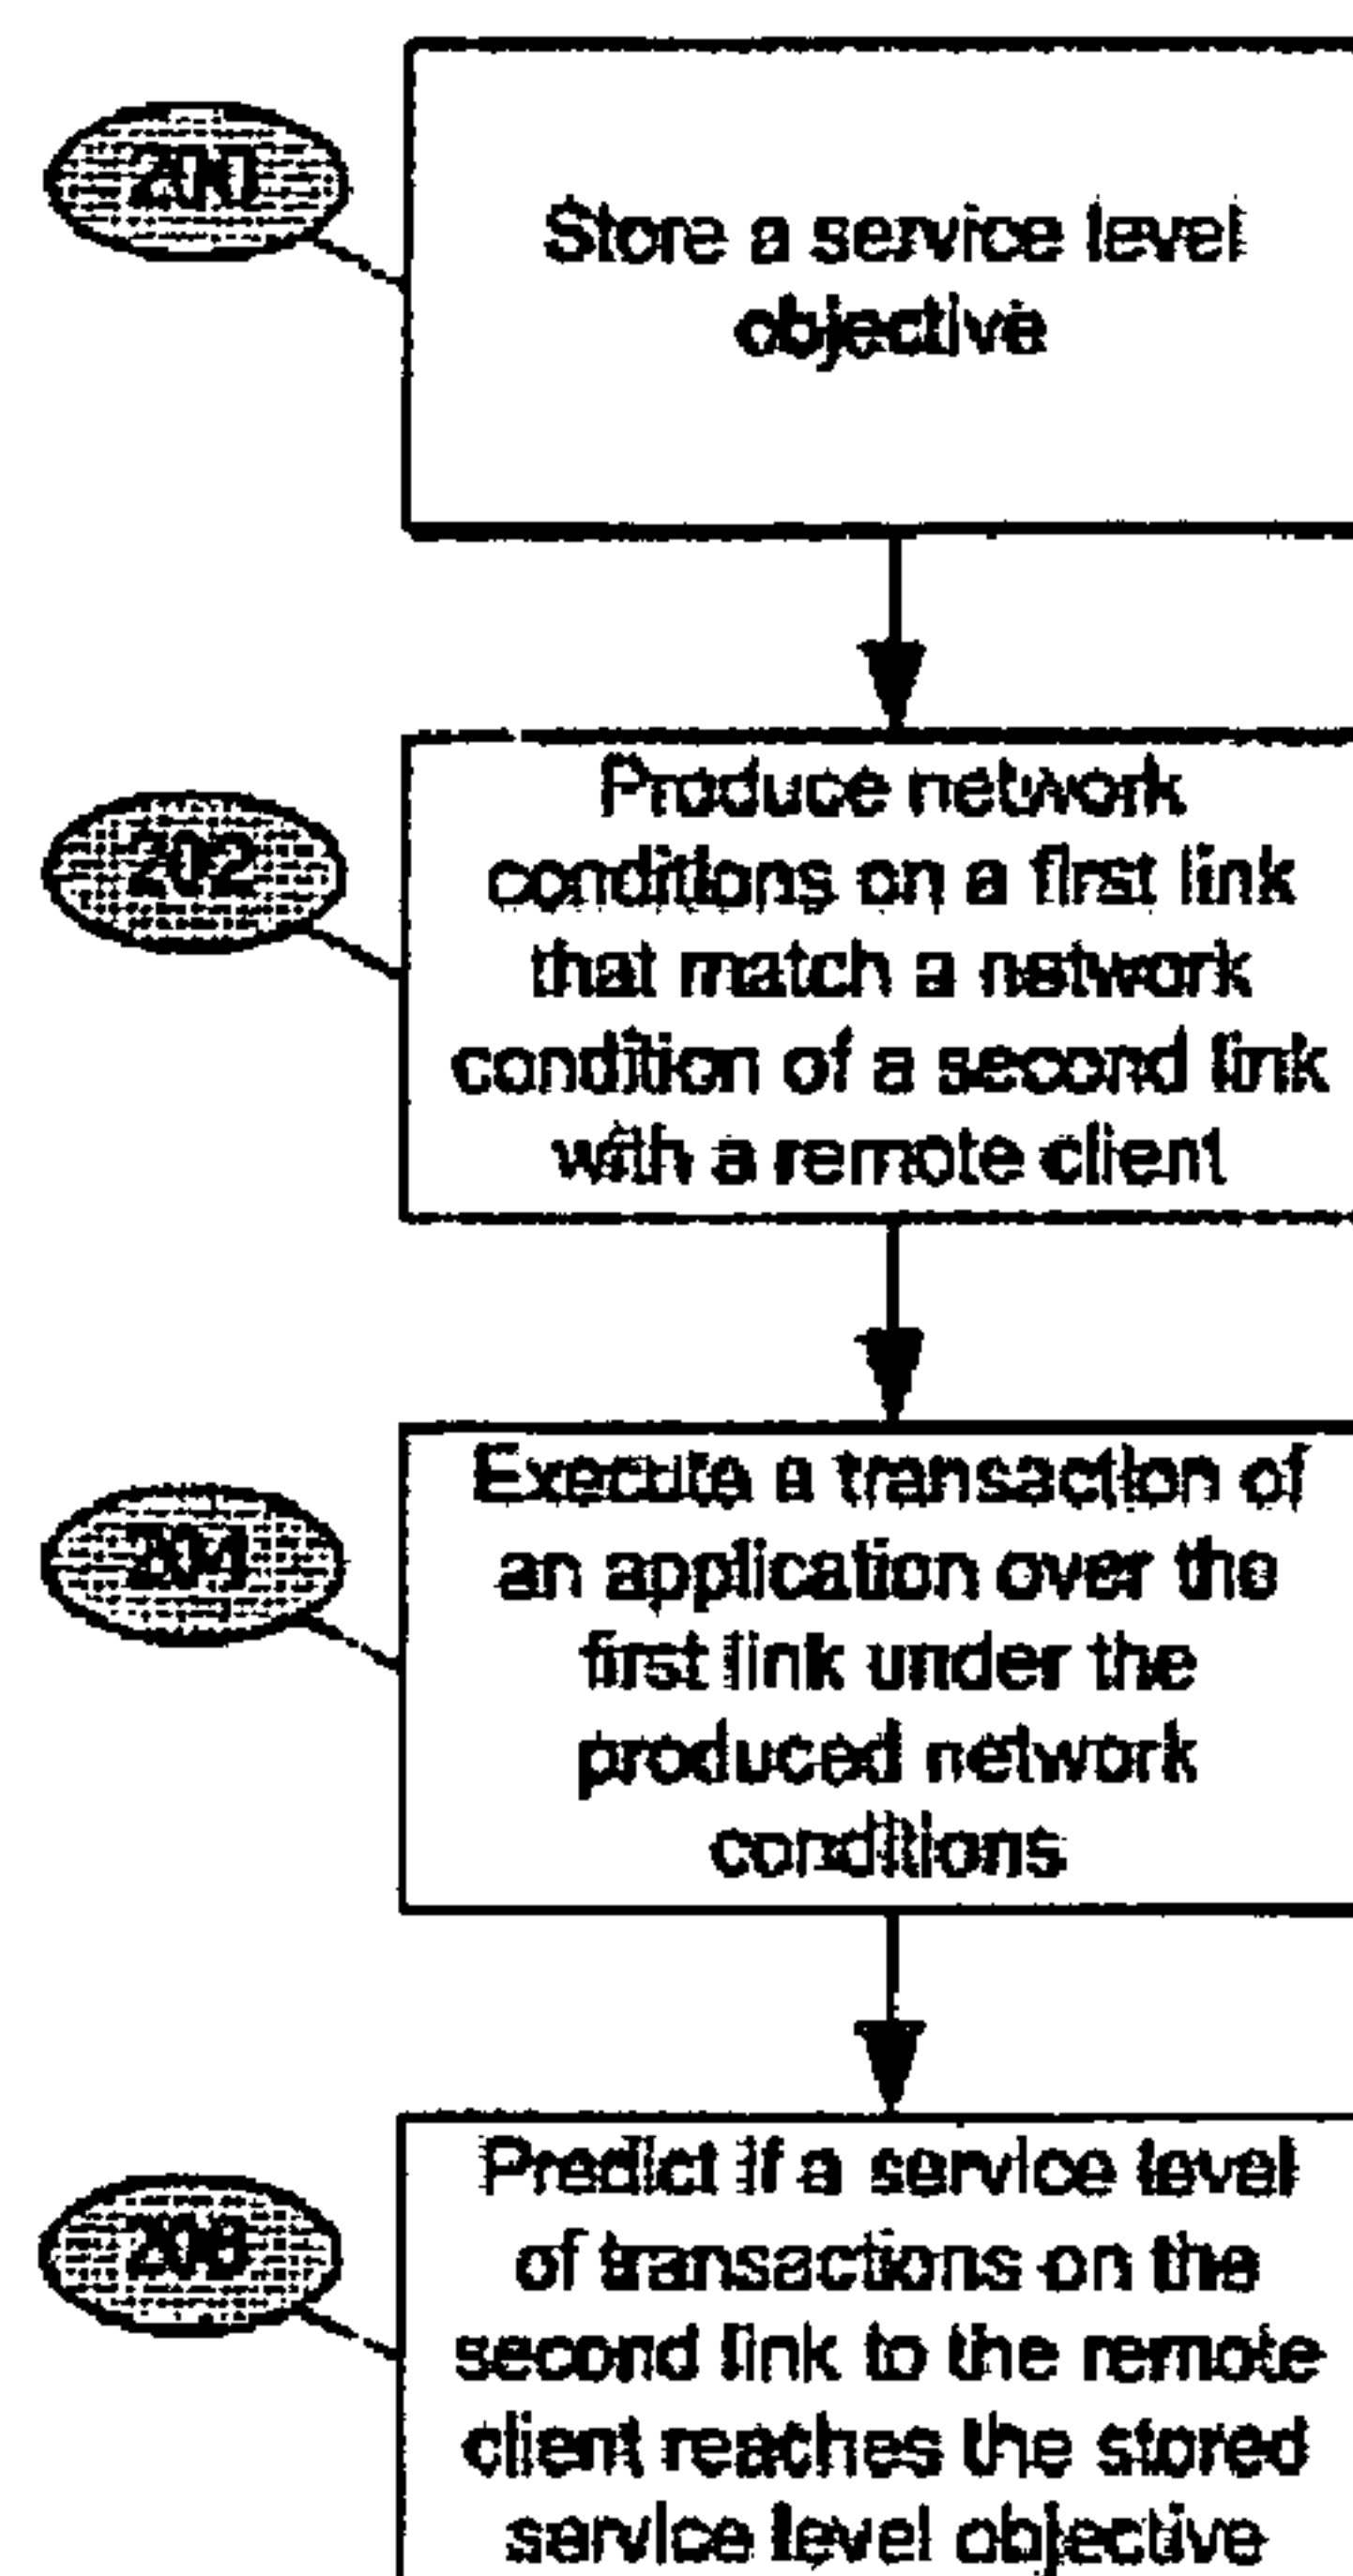 200
Store a service level
objective
202
Produce network
conditions on a first link
that match a network
condition of a second link
with a remote client
204
Execute a transaction of
an application over the
first link under the
produced network
conditions
Predict if a service level
of transactions on the
second link to the remote
client reaches the stored
service level objective